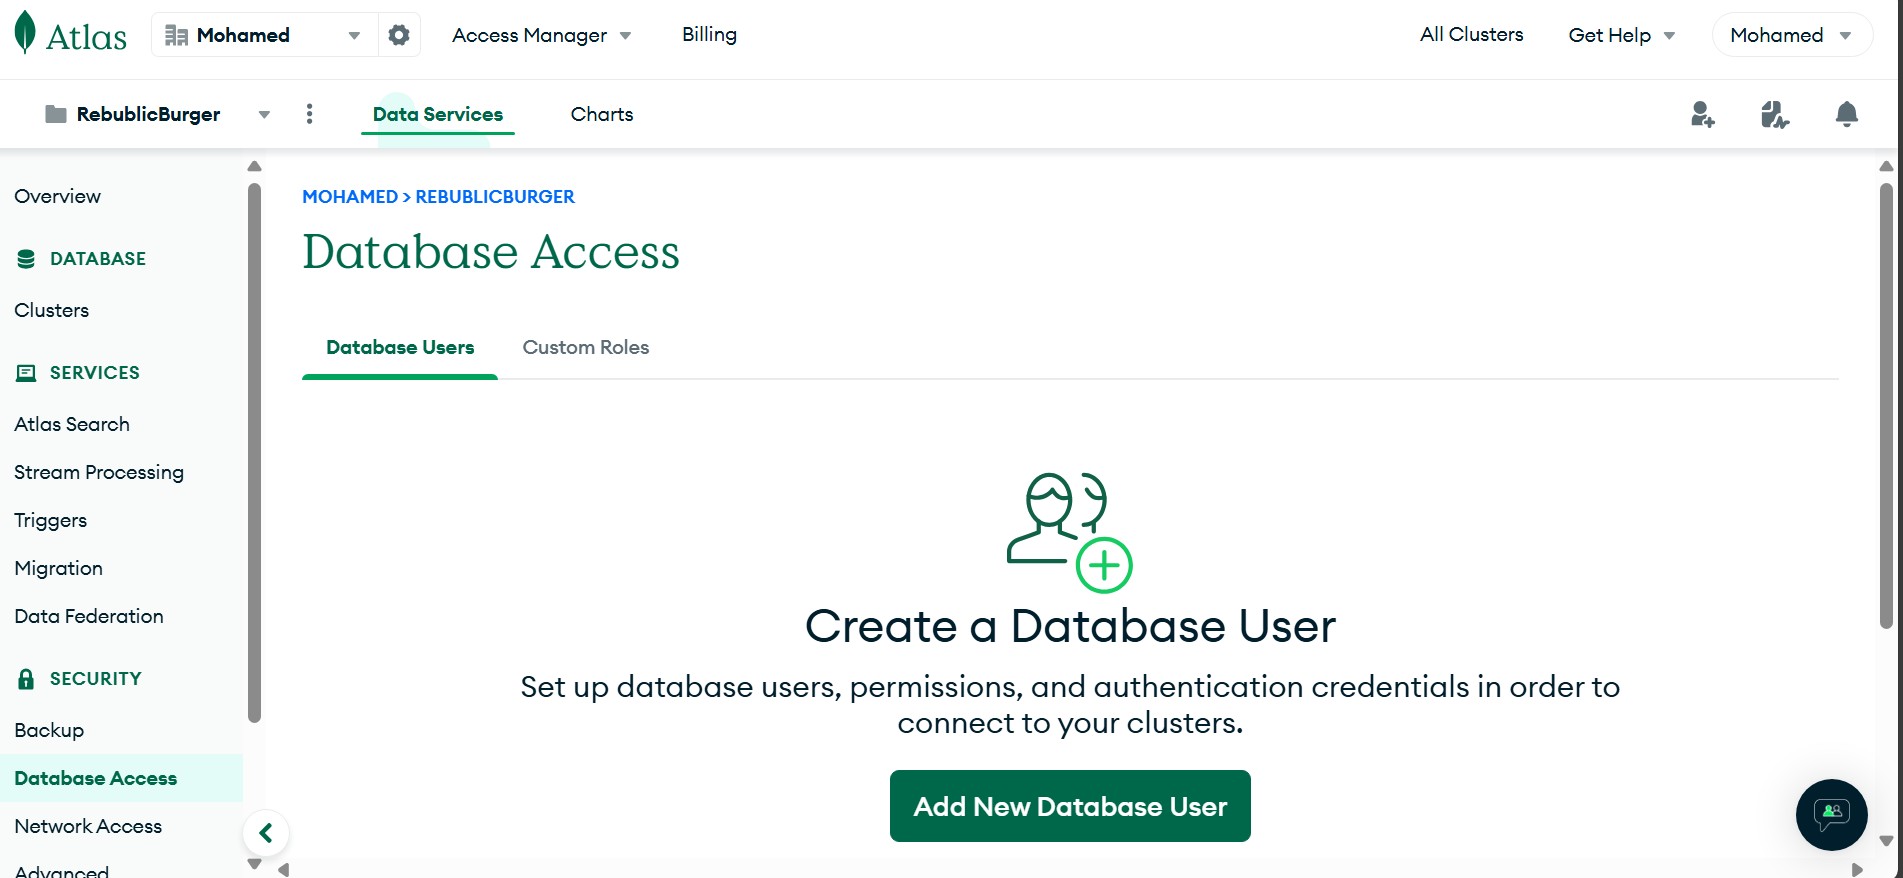 Atlas
Mohamed
Access Manager
Billing
All Clusters
Get Help
Mohamed
RebublicBurger
Data Services
Charts
Overview
DATABASE
Clusters
SERVICES
Atlas Search
Stream Processing
Triggers
Migration
Data Federation
SECURITY
Backup
Database Access
Network Access
Advanced
MOHAMED > REBUBLICBURGER
Database Access
Database Users
Custom Roles
Create a Database User
Set up database users, permissions, and authentication credentials in order to
connect to your clusters.
Add New Database User